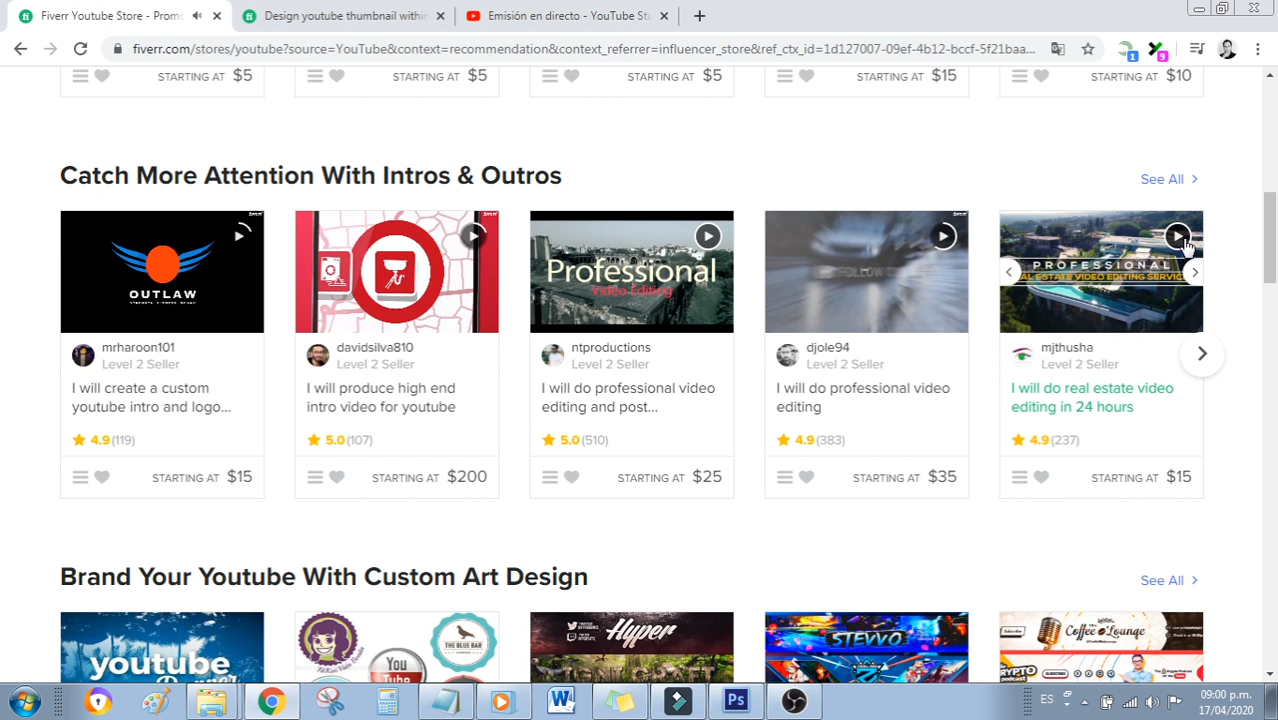 Fiverr Youtube Store - Promo
Design youtube thumbnail within
Emisión en directo - YouTube Stu
fiverr.com/stores/youtube?source=YouTube&context=recommendation&context_referrer=influencer_store&ref_ctx_id=1d127007-09ef-4b12-bccf-5f21baa...
1
9
STARTING AT $5
STARTING AT $5
STARTING AT $5
STARTING AT $15
STARTING AT $10
Catch More Attention With Intros & Outros
See All
OUTLAW
Professional
Video Editing
FOLLOW
PROFESSIONAL
REAL ESTATE VIDEO EDITING SERVICE
mrharoon101
Level 2 Seller
I will create a custom
youtube intro and logo...
4.9 (119)
STARTING AT $15
davidsilva810
Level 2 Seller
I will produce high end
intro video for youtube
5.0 (107)
STARTING AT $200
ntproductions
Level 2 Seller
I will do professional video
editing and post...
5.0 (510)
STARTING AT $25
djole94
Level 2 Seller
I will do professional video
editing
4.9 (383)
STARTING AT $35
mjthusha
Level 2 Seller
I will do real estate video
editing in 24 hours
4.9 (237)
STARTING AT $15
Brand Your Youtube With Custom Art Design
See All
youtube
THE BLUE BAR
You
Hyper
STEVVO
Coffee Lounge
CRYPTO
ES
09:00 p.m.
17/04/2020